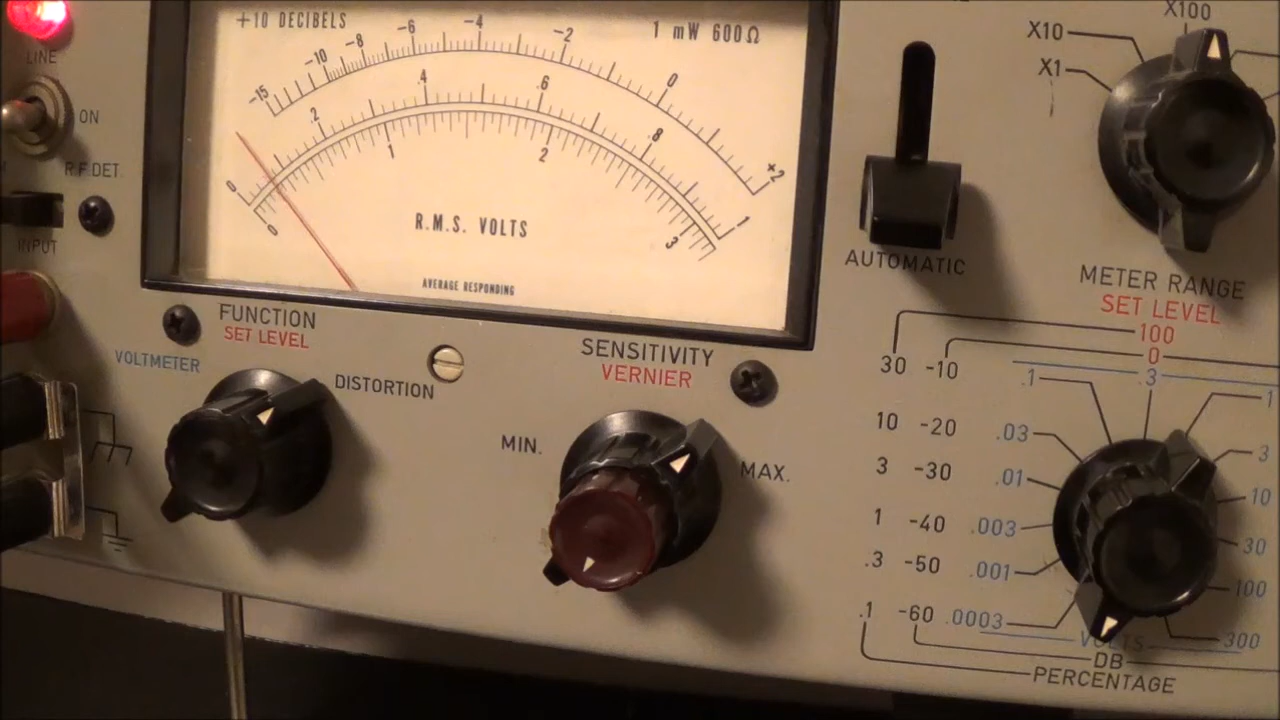 +10 DECIBELS
1 mW 600Ω
-15 -10 -8 -6 -4 -2 0 +2
0 .2 .4 .6 .8 1
0 1 2 3
R.M.S. VOLTS
AVERAGE RESPONDING
LINE
ON
R.F. DET.
INPUT
FUNCTION
SET LEVEL
VOLTMETER
DISTORTION
SENSITIVITY
VERNIER
MIN.
MAX.
AUTOMATIC
X100
X10
X1
METER RANGE
SET LEVEL
100
0
.3
30 -10 .1 1
10 -20 .03 3
3 -30 .01 10
1 -40 .003 30
.3 -50 .001 100
.1 -60 .0003 300
VOLTS
DB
PERCENTAGE